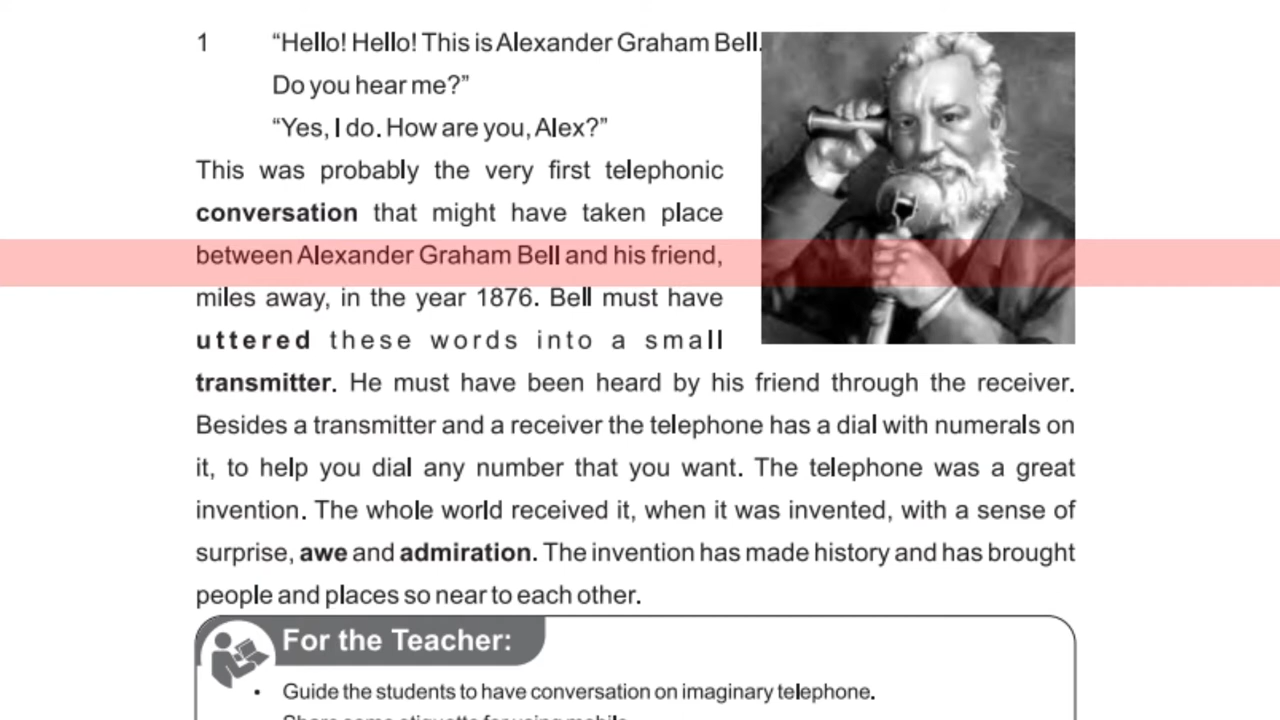 1 “Hello! Hello! This is Alexander Graham Bell.
Do you hear me?”
“Yes, I do. How are you, Alex?”
This was probably the very first telephonic
conversation that might have taken place
between Alexander Graham Bell and his friend,
miles away, in the year 1876. Bell must have
uttered these words into a small
transmitter. He must have been heard by his friend through the receiver.
Besides a transmitter and a receiver the telephone has a dial with numerals on
it, to help you dial any number that you want. The telephone was a great
invention. The whole world received it, when it was invented, with a sense of
surprise, awe and admiration. The invention has made history and has brought
people and places so near to each other.
For the Teacher:
• Guide the students to have conversation on imaginary telephone.
Share some etiquette for using mobile.